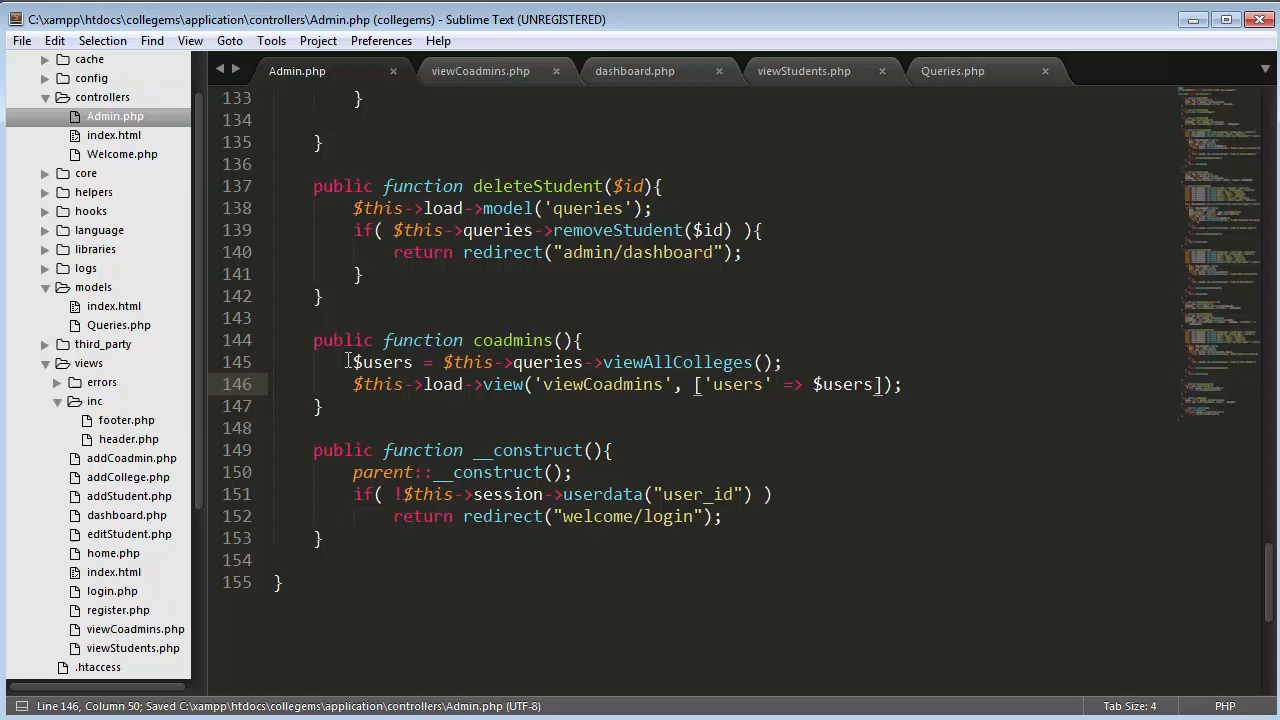 C:\xampp\htdocs\collegems\application\controllers\Admin.php (collegems) - Sublime Text (UNREGISTERED)
File Edit Selection Find View Goto Tools Project Preferences Help
cache
config
controllers
Admin.php
index.html
Welcome.php
core
helpers
hooks
language
libraries
logs
models
index.html
Queries.php
third_party
views
errors
inc
footer.php
header.php
addCoadmin.php
addCollege.php
addStudent.php
dashboard.php
editStudent.php
home.php
index.html
login.php
register.php
viewCoadmins.php
viewStudents.php
.htaccess
Admin.php viewCoadmins.php dashboard.php viewStudents.php Queries.php
133 }
134
135 }
136
137 public function deleteStudent($id){
138 $this->load->model('queries');
139 if( $this->queries->removeStudent($id) ){
140 return redirect("admin/dashboard");
141 }
142 }
143
144 public function coadmins(){
145 $users = $this->queries->viewAllColleges();
146 $this->load->view('viewCoadmins', ['users' => $users]);
147 }
148
149 public function __construct(){
150 parent::__construct();
151 if( !$this->session->userdata("user_id") )
152 return redirect("welcome/login");
153 }
154
155 }
Line 146, Column 50; Saved C:\xampp\htdocs\collegems\application\controllers\Admin.php (UTF-8) Tab Size: 4 PHP